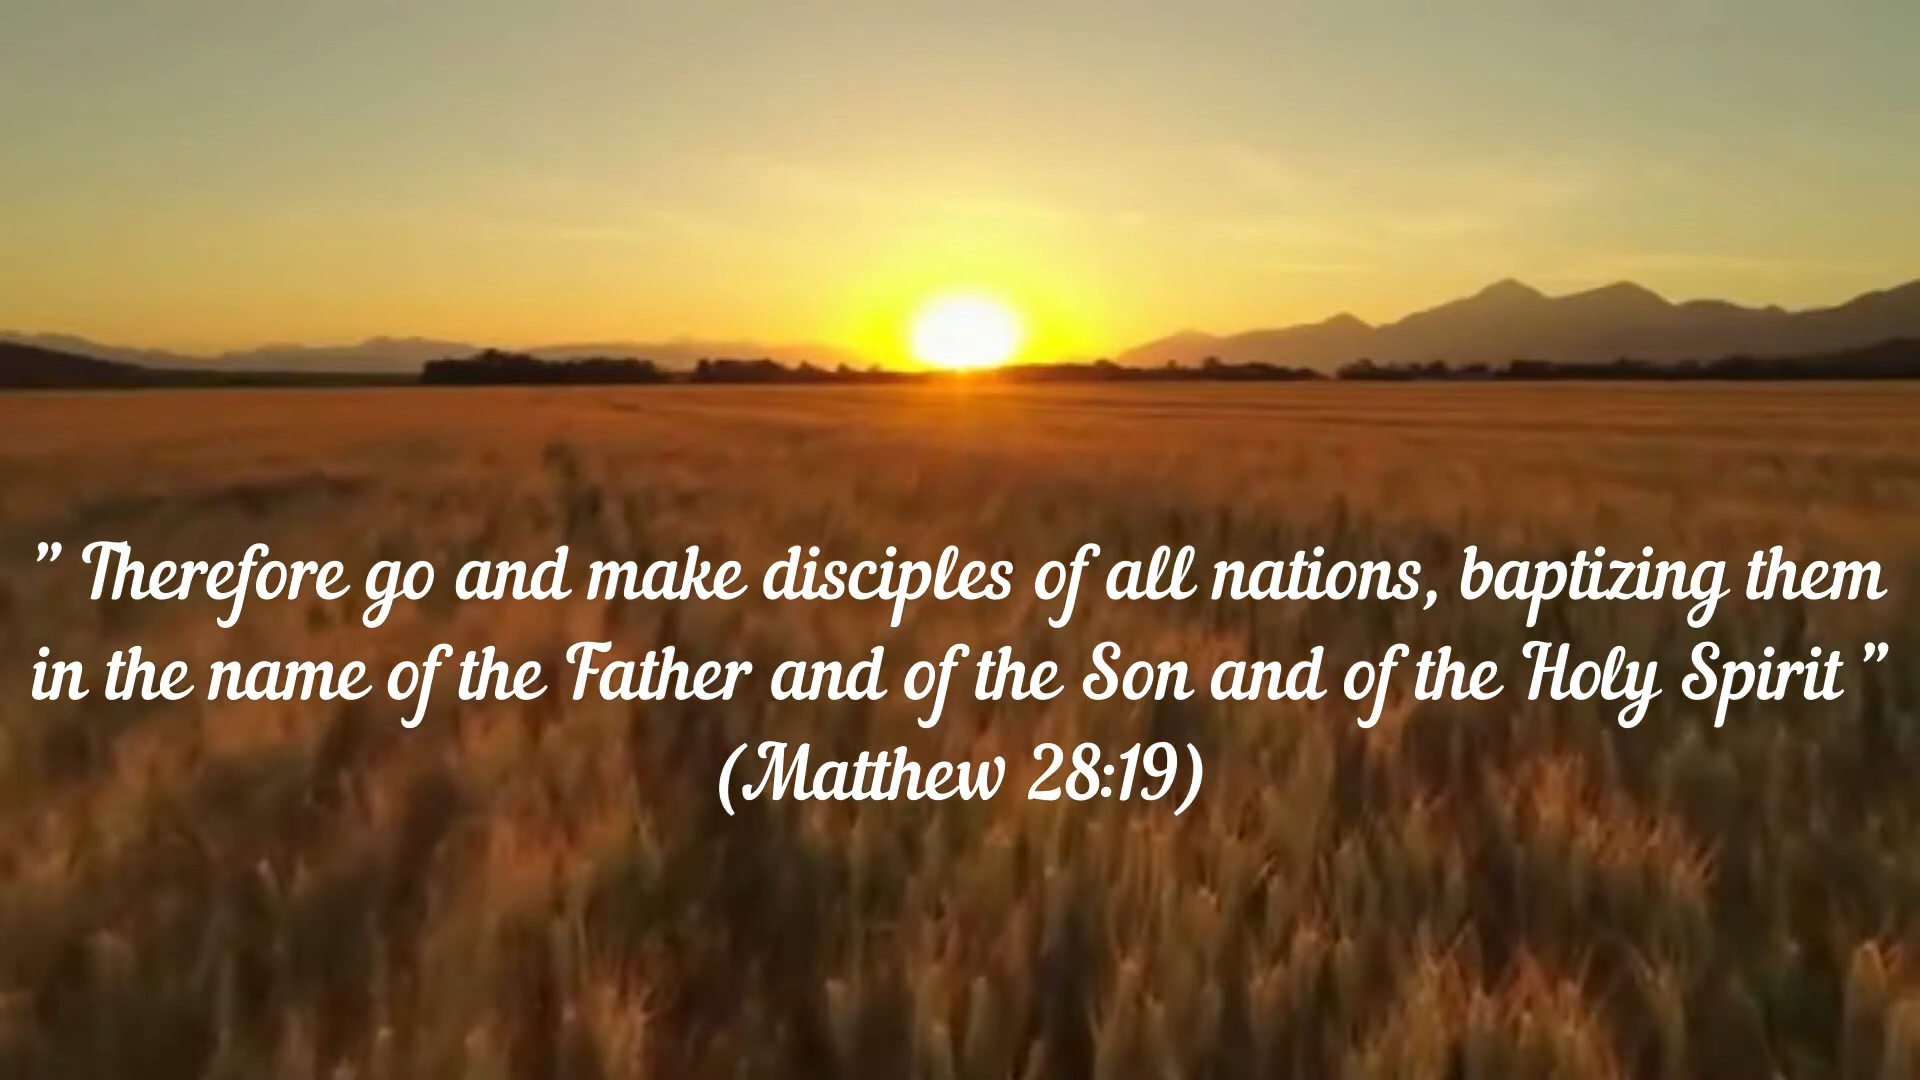 ” Therefore go and make disciples of all nations, baptizing them
in the name of the Father and of the Son and of the Holy Spirit ”
(Matthew 28:19)